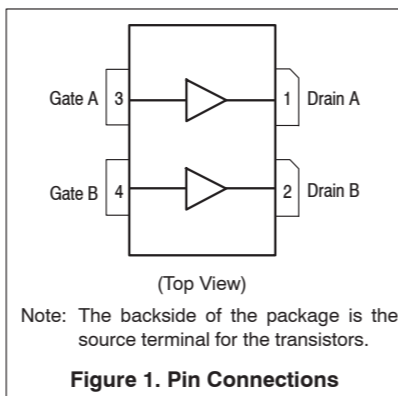 Gate A 3 1 Drain A
Gate B 4 2 Drain B
(Top View)
Note: The backside of the package is the
source terminal for the transistors.
Figure 1. Pin Connections